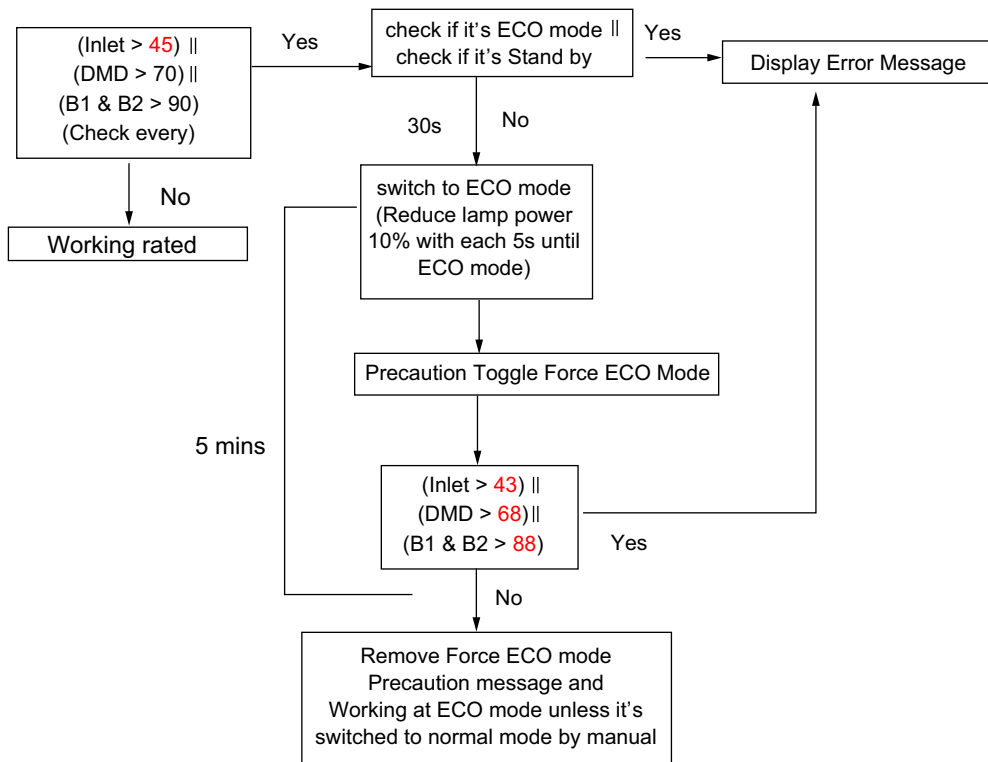 (Inlet > 45) ||
(DMD > 70) ||
(B1 & B2 > 90)
(Check every)
Yes
check if it's ECO mode ||
check if it's Stand by
Yes
Display Error Message
No
Working rated
30s
No
switch to ECO mode
(Reduce lamp power
10% with each 5s until
ECO mode)
Precaution Toggle Force ECO Mode
5 mins
(Inlet > 43) ||
(DMD > 68)||
(B1 & B2 > 88)
Yes
No
Remove Force ECO mode
Precaution message and
Working at ECO mode unless it's
switched to normal mode by manual